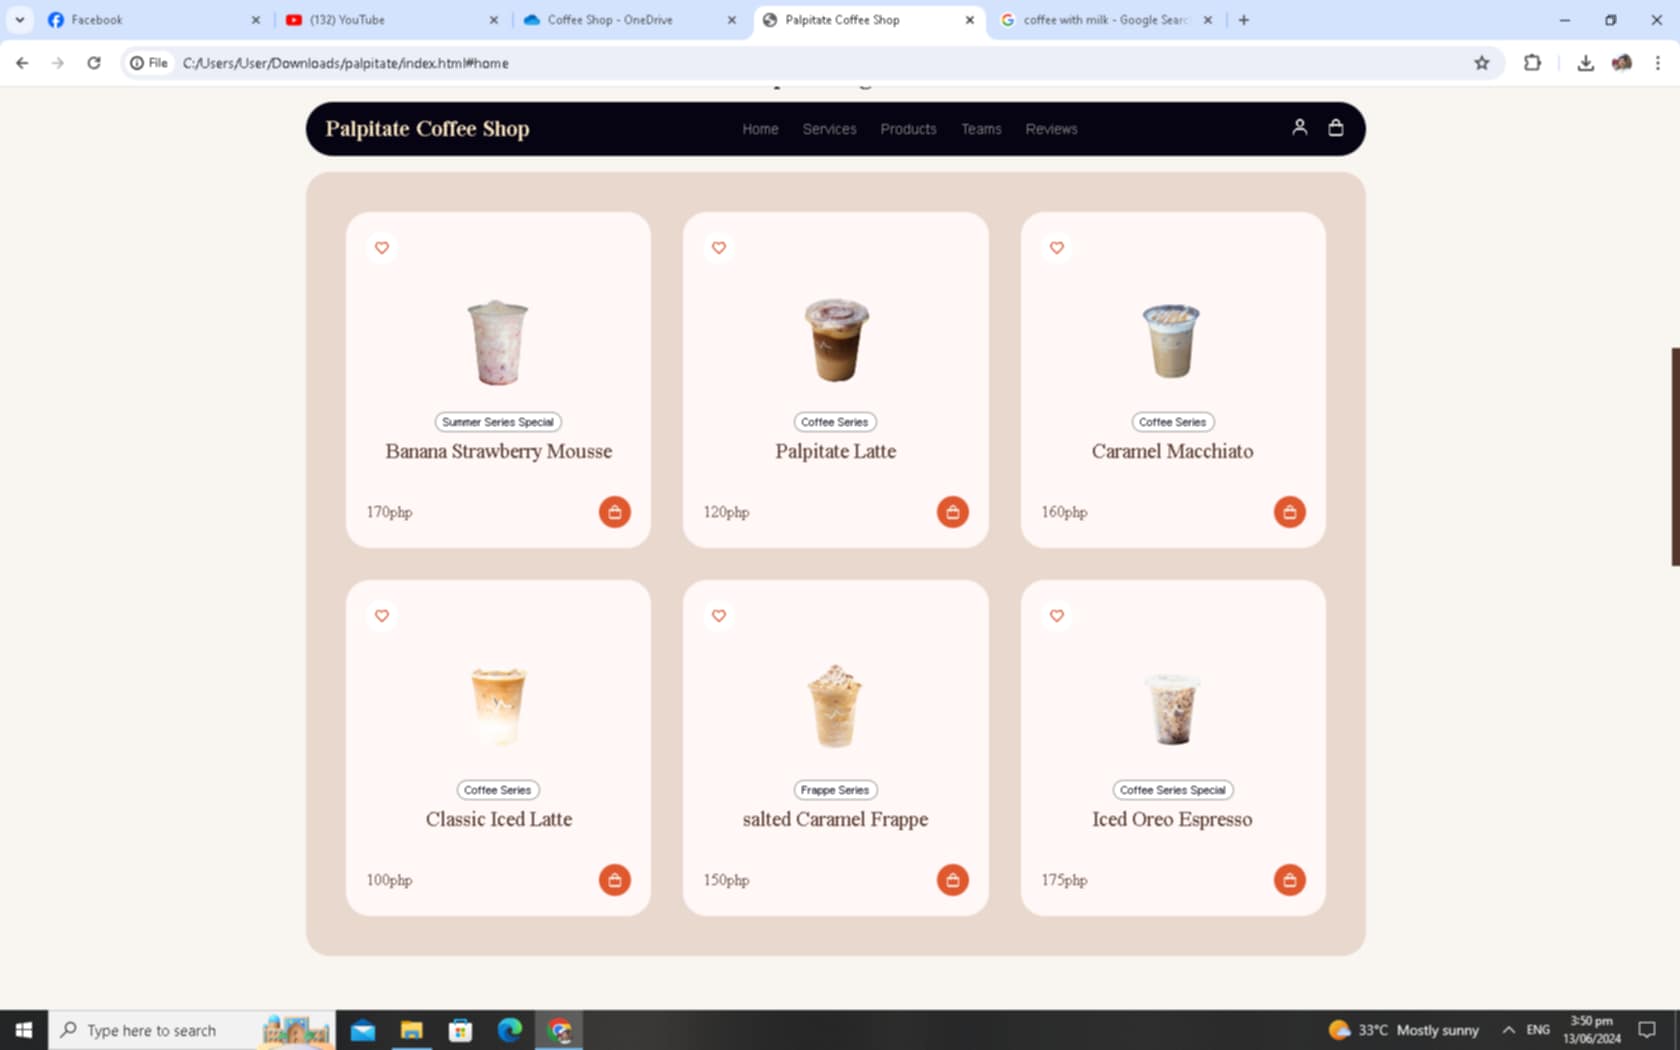 Facebook
(132) YouTube
Coffee Shop - OneDrive
Palpitate Coffee Shop
coffee with milk - Google Searc
File
C:/Users/User/Downloads/palpitate/index.html#home
Palpitate Coffee Shop
Home
Services
Products
Teams
Reviews
Summer Series Special
Banana Strawberry Mousse
170php
Coffee Series
Palpitate Latte
120php
Coffee Series
Caramel Macchiato
160php
Coffee Series
Classic Iced Latte
100php
Frappe Series
salted Caramel Frappe
150php
Coffee Series Special
Iced Oreo Espresso
175php
Type here to search
33°C Mostly sunny
ENG
3:50 pm
13/06/2024